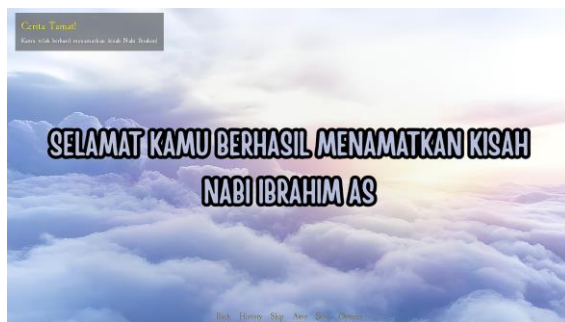 Cerita Tamat!
Kamu telah berhasil menamatkan kisah Nabi Ibrahim!
SELAMAT KAMU BERHASIL MENAMATKAN KISAH
NABI IBRAHIM AS
Back History Skip Auto